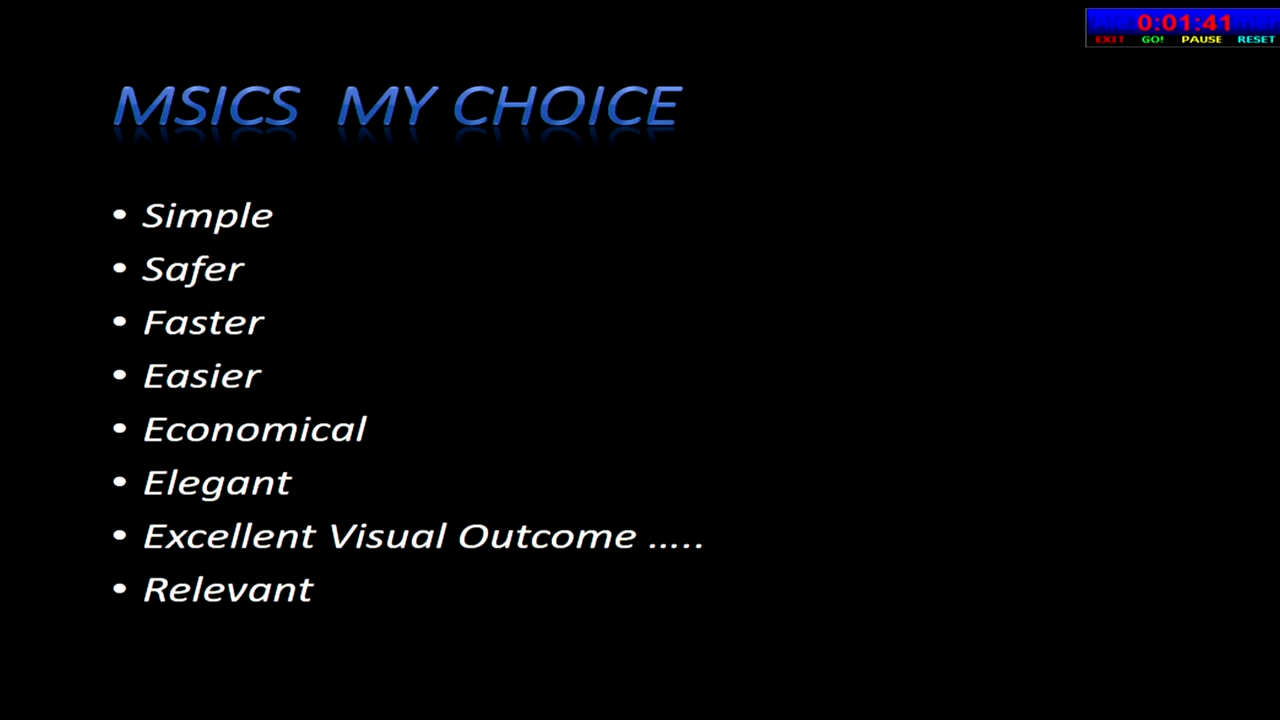 0:01:41
EXIT GO! PAUSE RESET
MSICS MY CHOICE
• Simple
• Safer
• Faster
• Easier
• Economical
• Elegant
• Excellent Visual Outcome .....
• Relevant